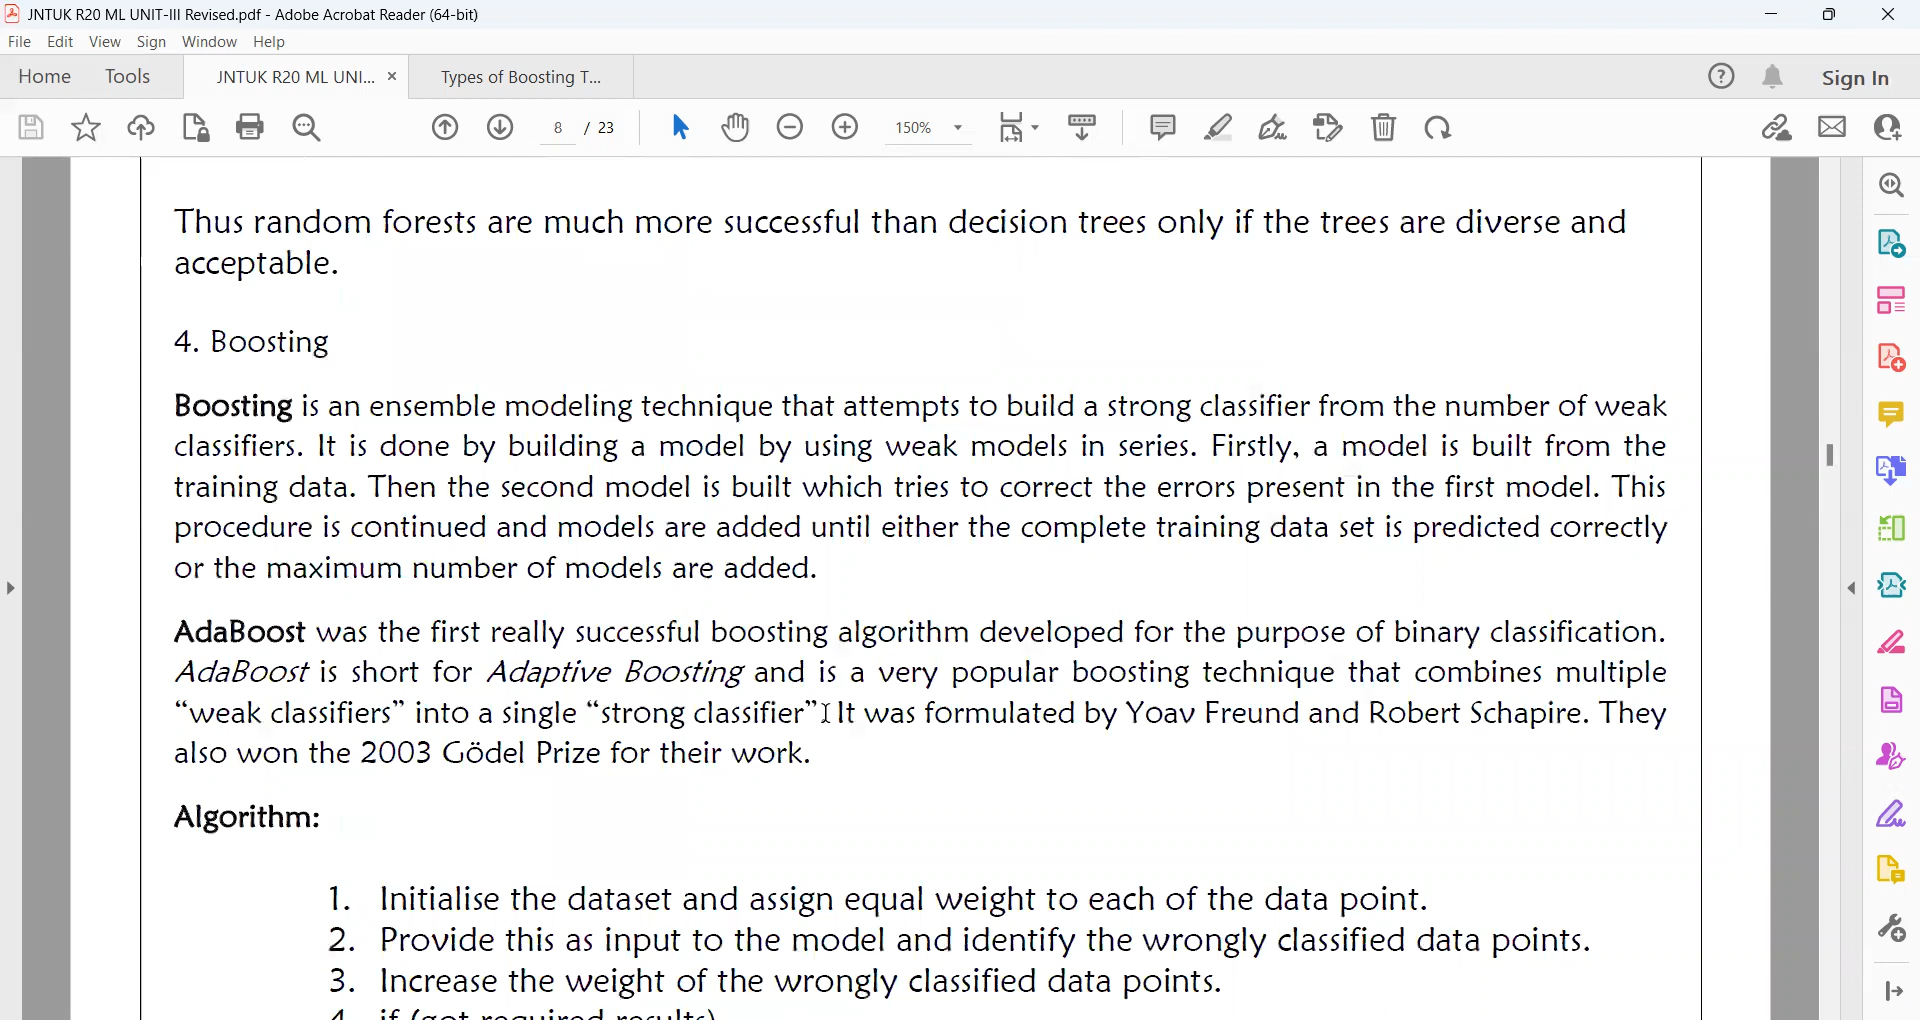 JNTUK R20 ML UNIT-III Revised.pdf - Adobe Acrobat Reader (64-bit)
File Edit View Sign Window Help
Home Tools JNTUK R20 ML UNI... × Types of Boosting T... Sign In
8 / 23 150%
Thus random forests are much more successful than decision trees only if the trees are diverse and
acceptable.
4. Boosting
Boosting is an ensemble modeling technique that attempts to build a strong classifier from the number of weak
classifiers. It is done by building a model by using weak models in series. Firstly, a model is built from the
training data. Then the second model is built which tries to correct the errors present in the first model. This
procedure is continued and models are added until either the complete training data set is predicted correctly
or the maximum number of models are added.
AdaBoost was the first really successful boosting algorithm developed for the purpose of binary classification.
AdaBoost is short for Adaptive Boosting and is a very popular boosting technique that combines multiple
“weak classifiers” into a single “strong classifier”. It was formulated by Yoav Freund and Robert Schapire. They
also won the 2003 Gödel Prize for their work.
Algorithm:
1. Initialise the dataset and assign equal weight to each of the data point.
2. Provide this as input to the model and identify the wrongly classified data points.
3. Increase the weight of the wrongly classified data points.
4. if (got required results)